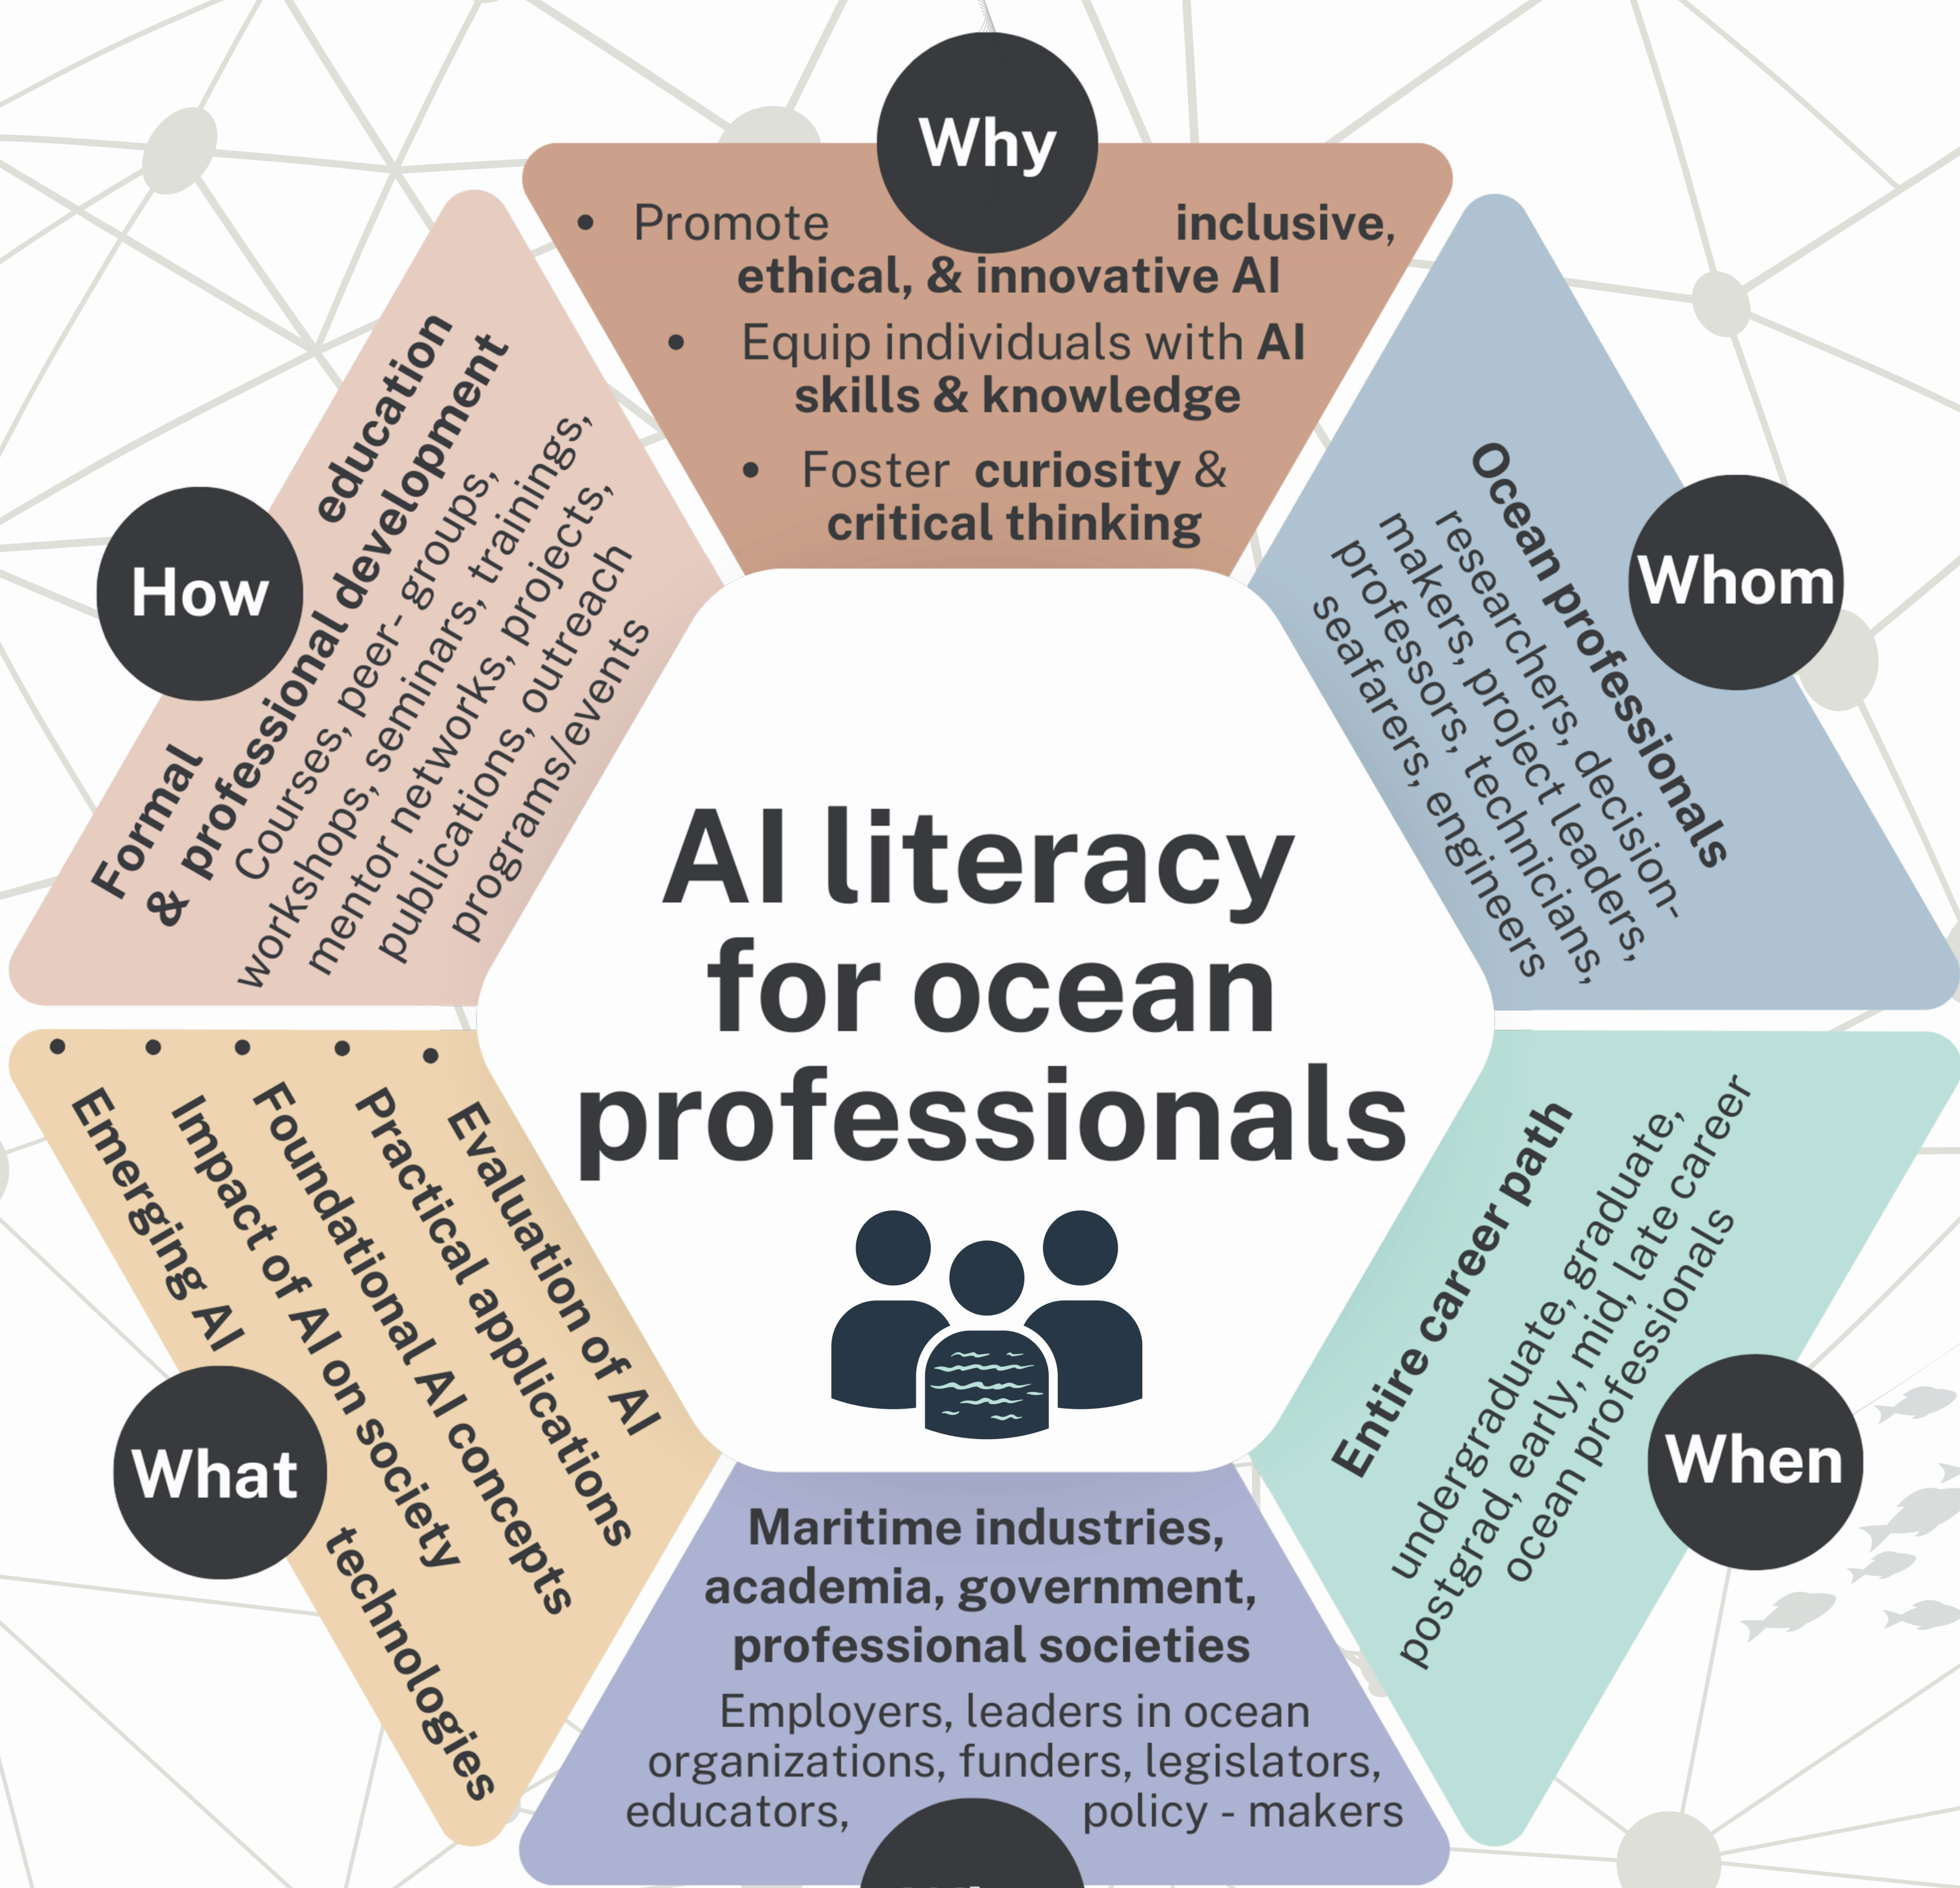 Why
• Promote inclusive,
ethical, & innovative AI
• Equip individuals with AI
skills & knowledge
• Foster curiosity &
critical thinking
Whom
Ocean professionals
researchers, decision-
makers, project leaders,
professors, technicians,
seafarers, engineers
When
Entire career path
undergraduate, graduate,
postgrad, early, mid, late career
ocean professionals
Maritime industries,
academia, government,
professional societies
Employers, leaders in ocean
organizations, funders, legislators,
educators, policy - makers
What
• Evaluation of AI
• Practical applications
• Foundational AI concepts
• Impact of AI on society
• Emerging AI technologies
How
Formal education
& professional development
Courses, peer- groups,
workshops, seminars, trainings,
mentor networks, projects,
publications, outreach
programs/events
AI literacy
for ocean
professionals